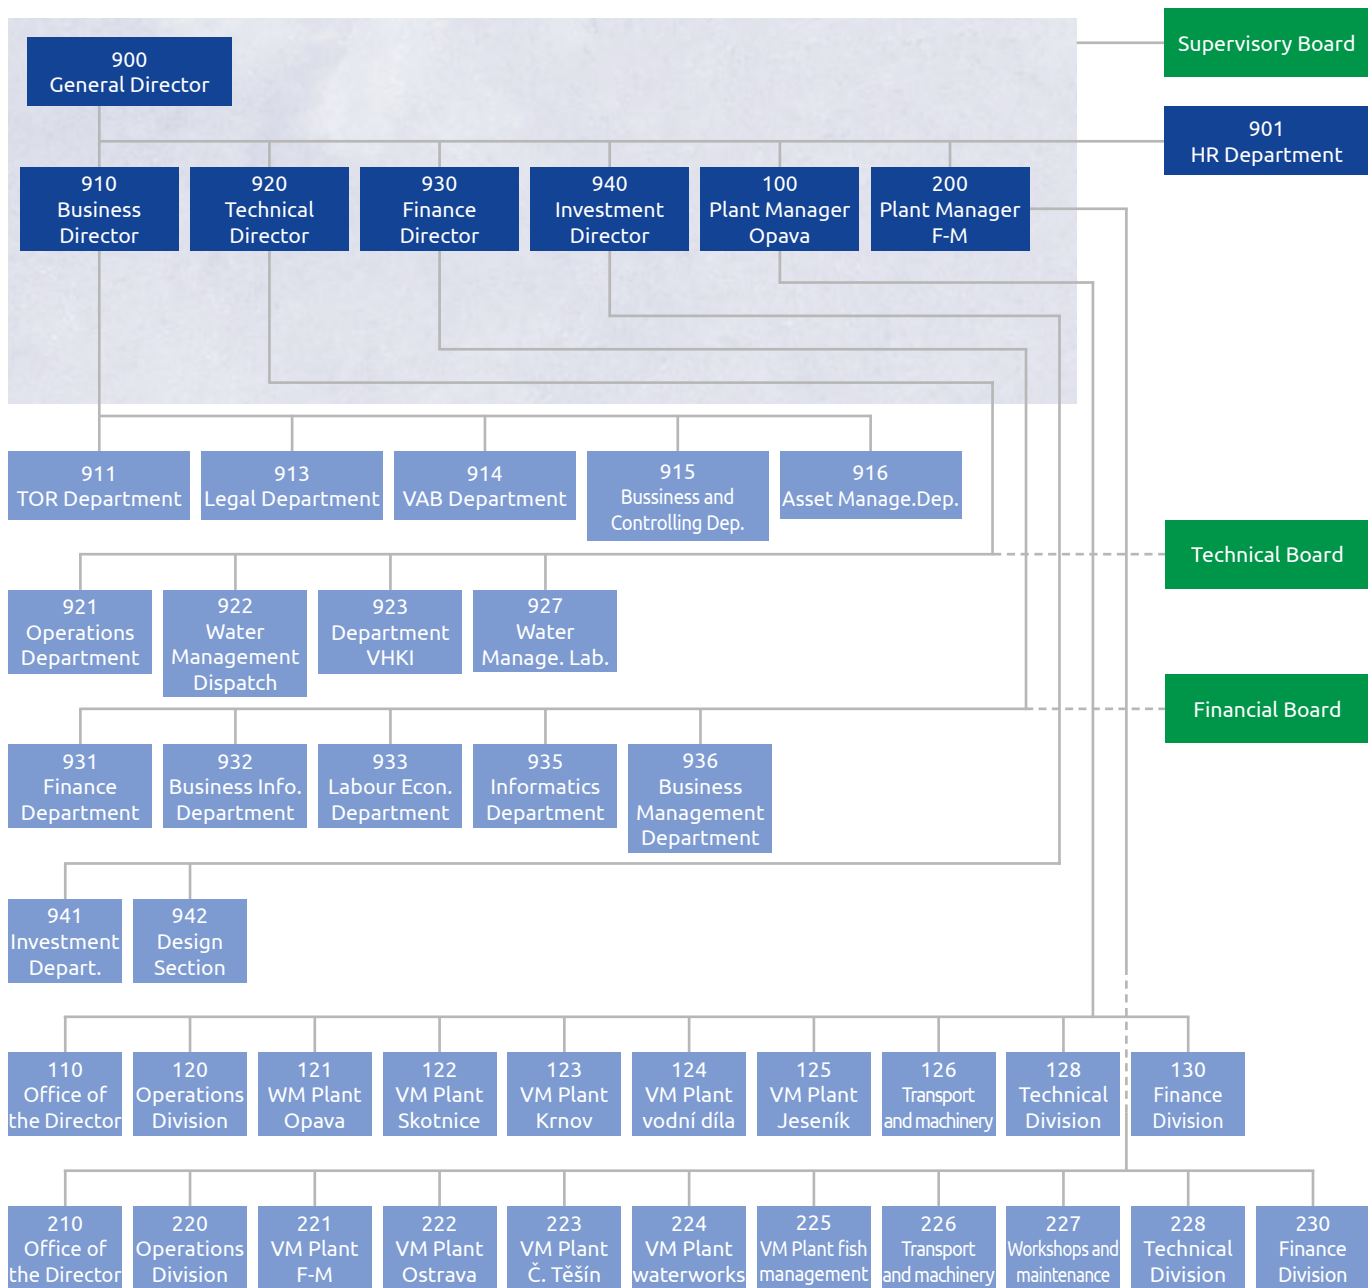 Supervisory Board
900
General Director
901
HR Department
910
Business
Director
920
Technical
Director
930
Finance
Director
940
Investment
Director
100
Plant Manager
Opava
200
Plant Manager
F-M
911
TOR Department
913
Legal Department
914
VAB Department
915
Bussiness and
Controlling Dep.
916
Asset Manage.Dep.
Technical Board
921
Operations
Department
922
Water
Management
Dispatch
923
Department
VHKI
927
Water
Manage. Lab.
Financial Board
931
Finance
Department
932
Business Info.
Department
933
Labour Econ.
Department
935
Informatics
Department
936
Business
Management
Department
941
Investment
Depart.
942
Design
Section
110
Office of
the Director
120
Operations
Division
121
WM Plant
Opava
122
VM Plant
Skotnice
123
VM Plant
Krnov
124
VM Plant
vodní díla
125
VM Plant
Jeseník
126
Transport
and machinery
128
Technical
Division
130
Finance
Division
210
Office of
the Director
220
Operations
Division
221
VM Plant
F-M
222
VM Plant
Ostrava
223
VM Plant
Č. Těšín
224
VM Plant
waterworks
225
VM Plant fish
management
226
Transport
and machinery
227
Workshops and
maintenance
228
Technical
Division
230
Finance
Division